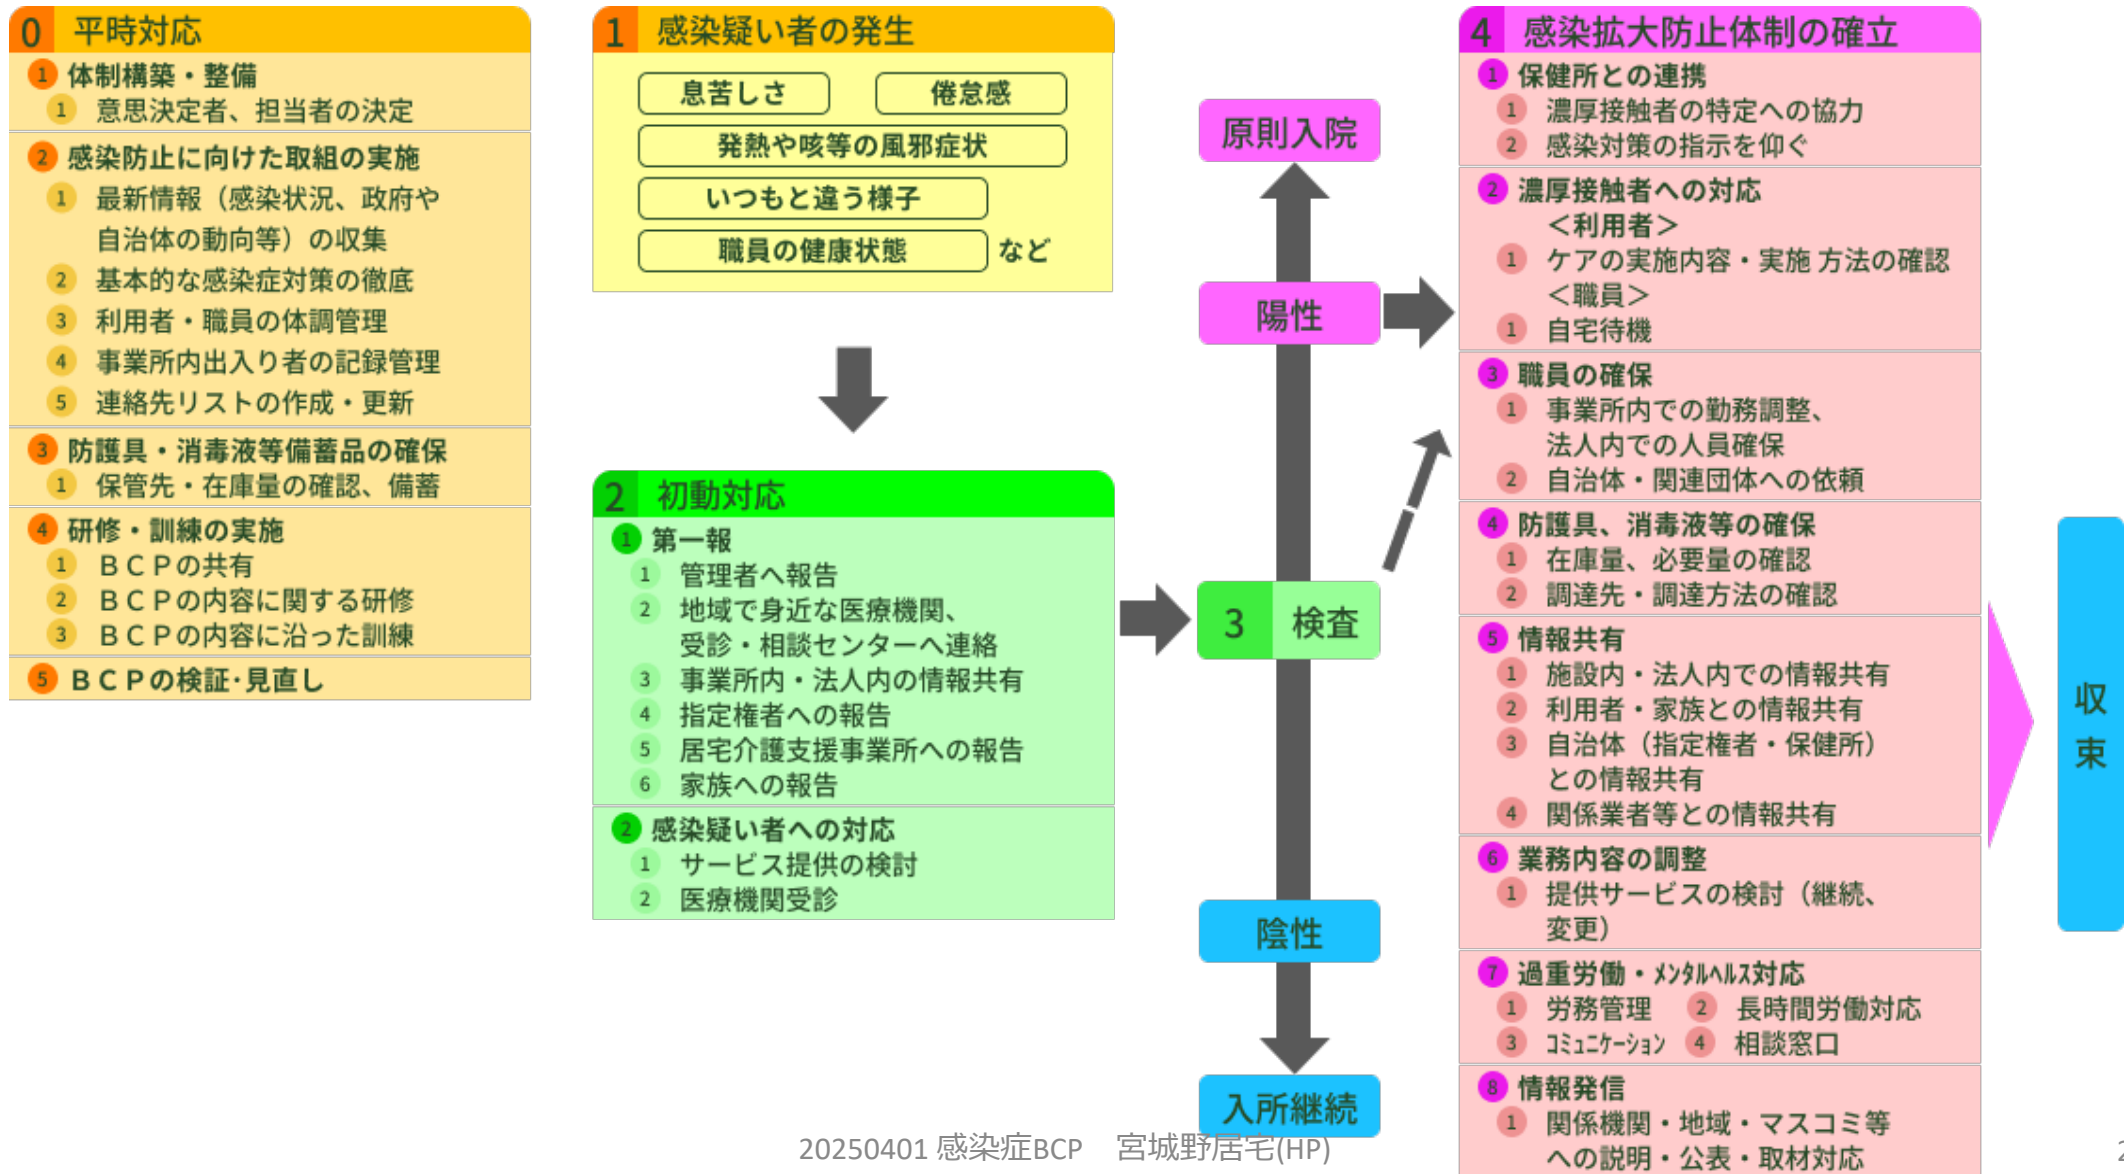 0 平時対応
1 体制構築・整備
1 意思決定者、担当者の決定
2 感染防止に向けた取組の実施
1 最新情報（感染状況、政府や
自治体の動向等）の収集
2 基本的な感染症対策の徹底
3 利用者・職員の体調管理
4 事業所内出入り者の記録管理
5 連絡先リストの作成・更新
3 防護具・消毒液等備蓄品の確保
1 保管先・在庫量の確認、備蓄
4 研修・訓練の実施
1 ＢＣＰの共有
2 ＢＣＰの内容に関する研修
3 ＢＣＰの内容に沿った訓練
5 ＢＣＰの検証･見直し
1 感染疑い者の発生
息苦しさ 倦怠感
発熱や咳等の風邪症状
いつもと違う様子
職員の健康状態 など
2 初動対応
1 第一報
1 管理者へ報告
2 地域で身近な医療機関、
受診・相談センターへ連絡
3 事業所内・法人内の情報共有
4 指定権者への報告
5 居宅介護支援事業所への報告
6 家族への報告
2 感染疑い者への対応
1 サービス提供の検討
2 医療機関受診
原則入院
陽性
3 検査
陰性
入所継続
4 感染拡大防止体制の確立
1 保健所との連携
1 濃厚接触者の特定への協力
2 感染対策の指示を仰ぐ
2 濃厚接触者への対応
＜利用者＞
1 ケアの実施内容・実施 方法の確認
＜職員＞
1 自宅待機
3 職員の確保
1 事業所内での勤務調整、
法人内での人員確保
2 自治体・関連団体への依頼
4 防護具、消毒液等の確保
1 在庫量、必要量の確認
2 調達先・調達方法の確認
5 情報共有
1 施設内・法人内での情報共有
2 利用者・家族との情報共有
3 自治体（指定権者・保健所）
との情報共有
4 関係業者等との情報共有
6 業務内容の調整
1 提供サービスの検討（継続、
変更）
7 過重労働・ﾒﾝﾀﾙﾍﾙｽ対応
1 労務管理 2 長時間労働対応
3 ｺﾐｭﾆｹｰｼｮﾝ 4 相談窓口
8 情報発信
1 関係機関・地域・マスコミ等
への説明・公表・取材対応
収
束
20250401 感染症BCP　宮城野居宅(HP)